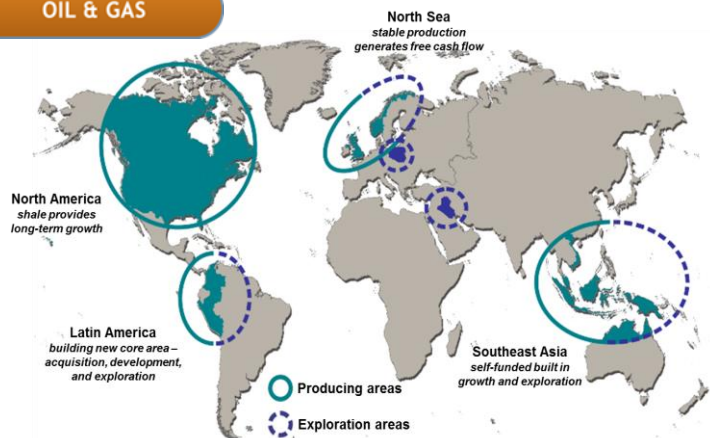 OIL & GAS
North Sea
stable production
generates free cash flow
North America
shale provides
long-term growth
Latin America
building new core area –
acquisition, development,
and exploration
Southeast Asia
self-funded built in
growth and exploration
Producing areas
Exploration areas